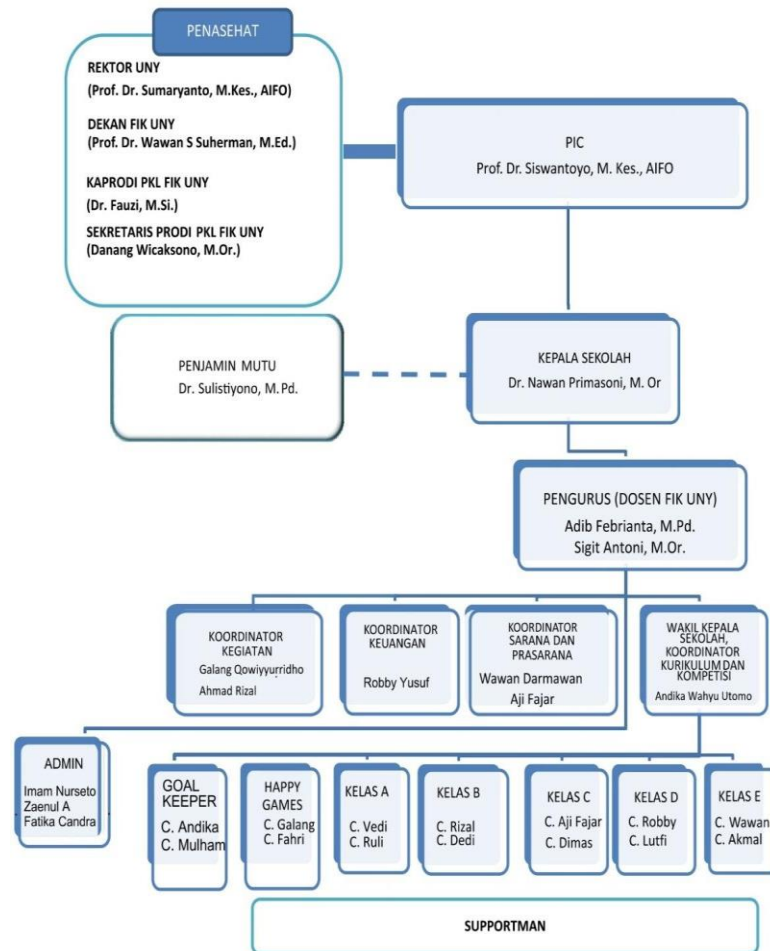 PENASEHAT
REKTOR UNY
(Prof. Dr. Sumaryanto, M.Kes., AIFO)
DEKAN FIK UNY
(Prof. Dr. Wawan S Suherman, M.Ed.)
KAPRODI PKL FIK UNY
(Dr. Fauzi, M.Si.)
SEKRETARIS PRODI PKL FIK UNY
(Danang Wicaksono, M.Or.)
PIC
Prof. Dr. Siswantoyo, M. Kes., AIFO
PENJAMIN MUTU
Dr. Sulistiyono, M. Pd.
KEPALA SEKOLAH
Dr. Nawan Primasoni, M. Or
PENGURUS (DOSEN FIK UNY)
Adib Febrianta, M.Pd.
Sigit Antoni, M.Or.
KOORDINATOR
KEGIATAN
Galang Qowiyyurridho
Ahmad Rizal
KOORDINATOR
KEUANGAN
Robby Yusuf
KOORDINATOR
SARANA DAN
PRASARANA
Wawan Darmawan
Aji Fajar
WAKIL KEPALA
SEKOLAH,
KOORDINATOR
KURIKULUM DAN
KOMPETISI
Andika Wahyu Utomo
ADMIN
Imam Nurseto
Zaenul A
Fatika Candra
GOAL
KEEPER
C. Andika
C. Mulham
HAPPY
GAMES
C. Galang
C. Fahri
KELAS A
C. Vedi
C. Ruli
KELAS B
C. Rizal
C. Dedi
KELAS C
C. Aji Fajar
C. Dimas
KELAS D
C. Robby
C. Lutfi
KELAS E
C. Wawan
C. Akmal
SUPPORTMAN